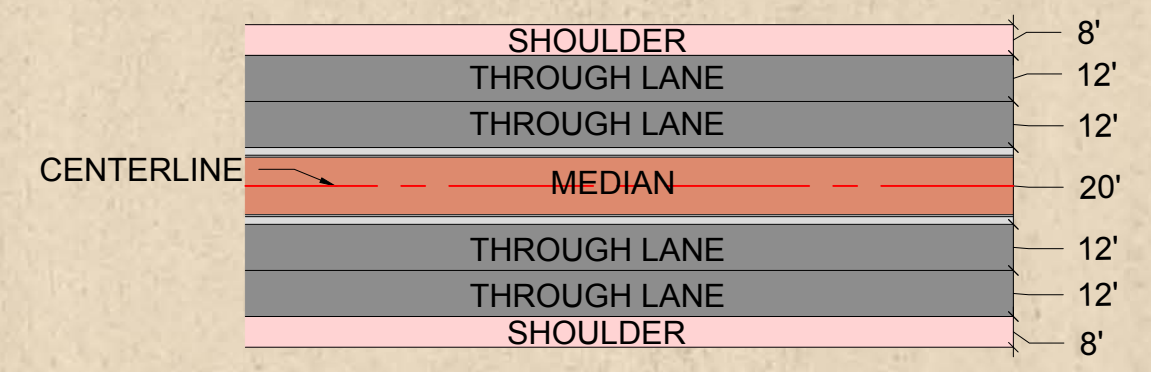 SHOULDER 8'
THROUGH LANE 12'
THROUGH LANE 12'
CENTERLINE MEDIAN 20'
THROUGH LANE 12'
THROUGH LANE 12'
SHOULDER 8'